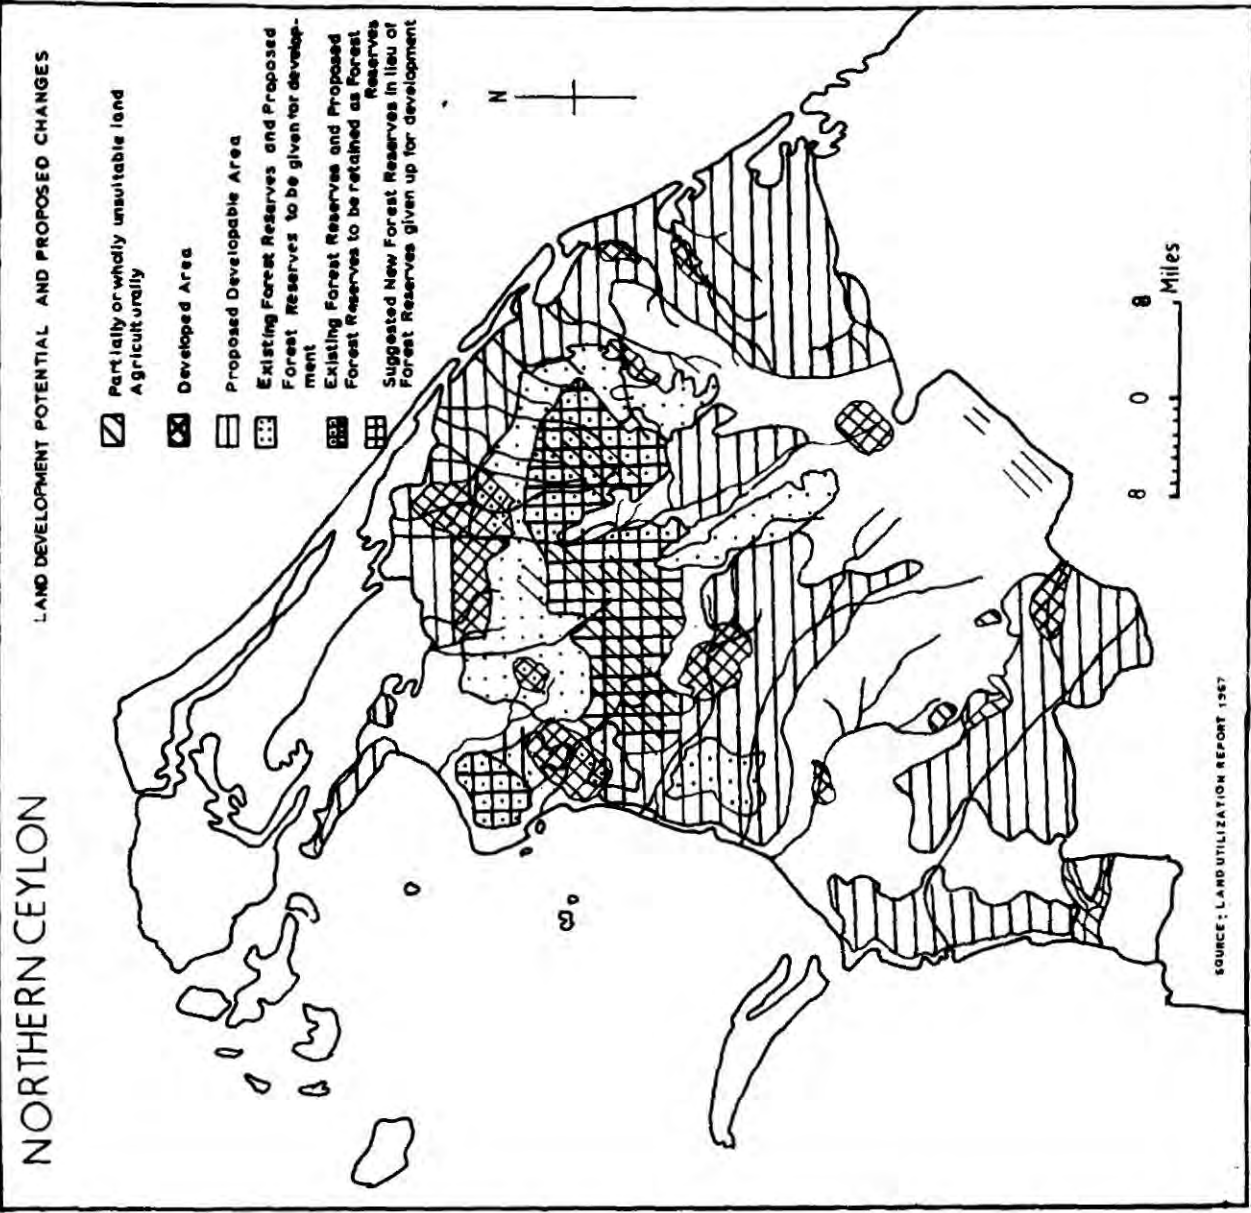 NORTHERN CEYLON
LAND DEVELOPMENT POTENTIAL AND PROPOSED CHANGES
Partially or wholly unsuitable land
Agriculturally
Developed Area
Proposed Developable Area
Existing Forest Reserves and Proposed
Forest Reserves to be given for develop-
ment
Existing Forest Reserves and Proposed
Forest Reserves to be retained as Forest
Reserves
Suggested New Forest Reserves in lieu of
Forest Reserves given up for development
N
8 0 8
Miles
SOURCE: LAND UTILIZATION REPORT 1967